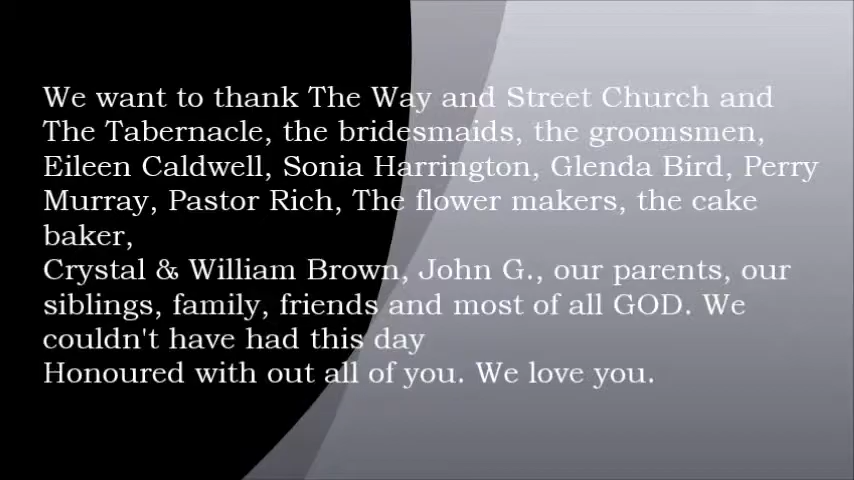 We want to thank The Way and Street Church and
The Tabernacle, the bridesmaids, the groomsmen,
Eileen Caldwell, Sonia Harrington, Glenda Bird, Perry
Murray, Pastor Rich, The flower makers, the cake
baker,
Crystal & William Brown, John G., our parents, our
siblings, family, friends and most of all GOD. We
couldn't have had this day
Honoured with out all of you. We love you.